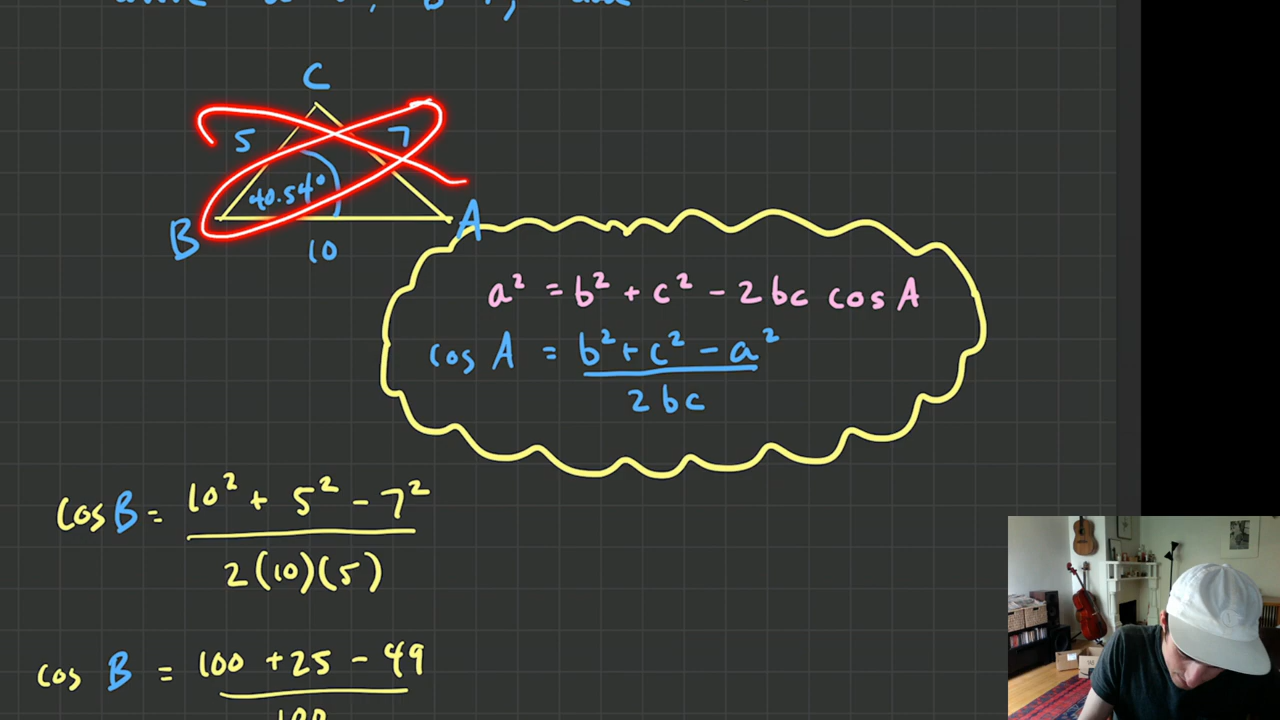 C
5
7
40.54°
B
A
10
a² = b² + c² - 2bc cos A
cos A = b² + c² - a²
2bc
cos B = 10² + 5² - 7²
2(10)(5)
cos B = 100 + 25 - 49
100